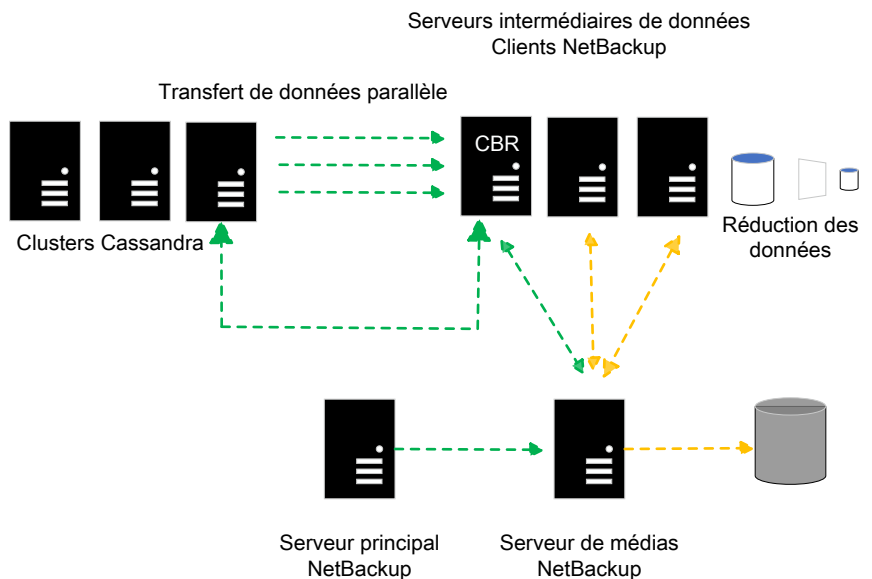 Serveurs intermédiaires de données
Clients NetBackup
Transfert de données parallèle
CBR
Clusters Cassandra
Réduction des
données
Serveur principal
NetBackup
Serveur de médias
NetBackup